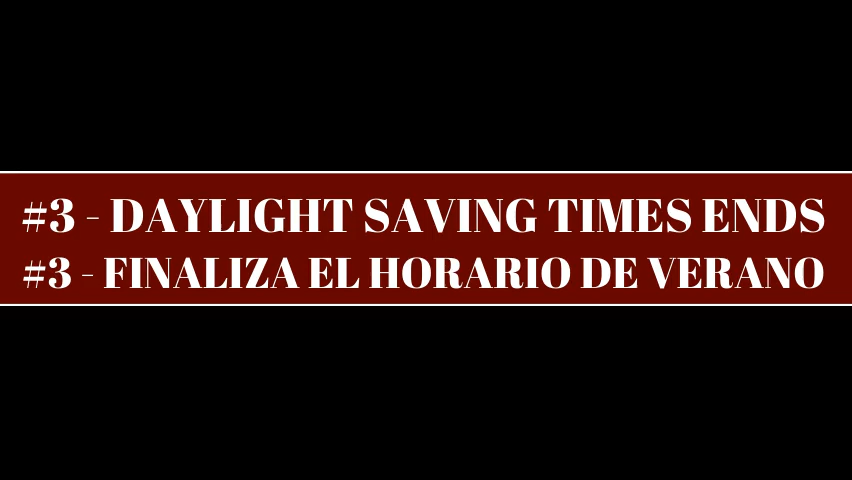 #3 - DAYLIGHT SAVING TIMES ENDS
#3 - FINALIZA EL HORARIO DE VERANO